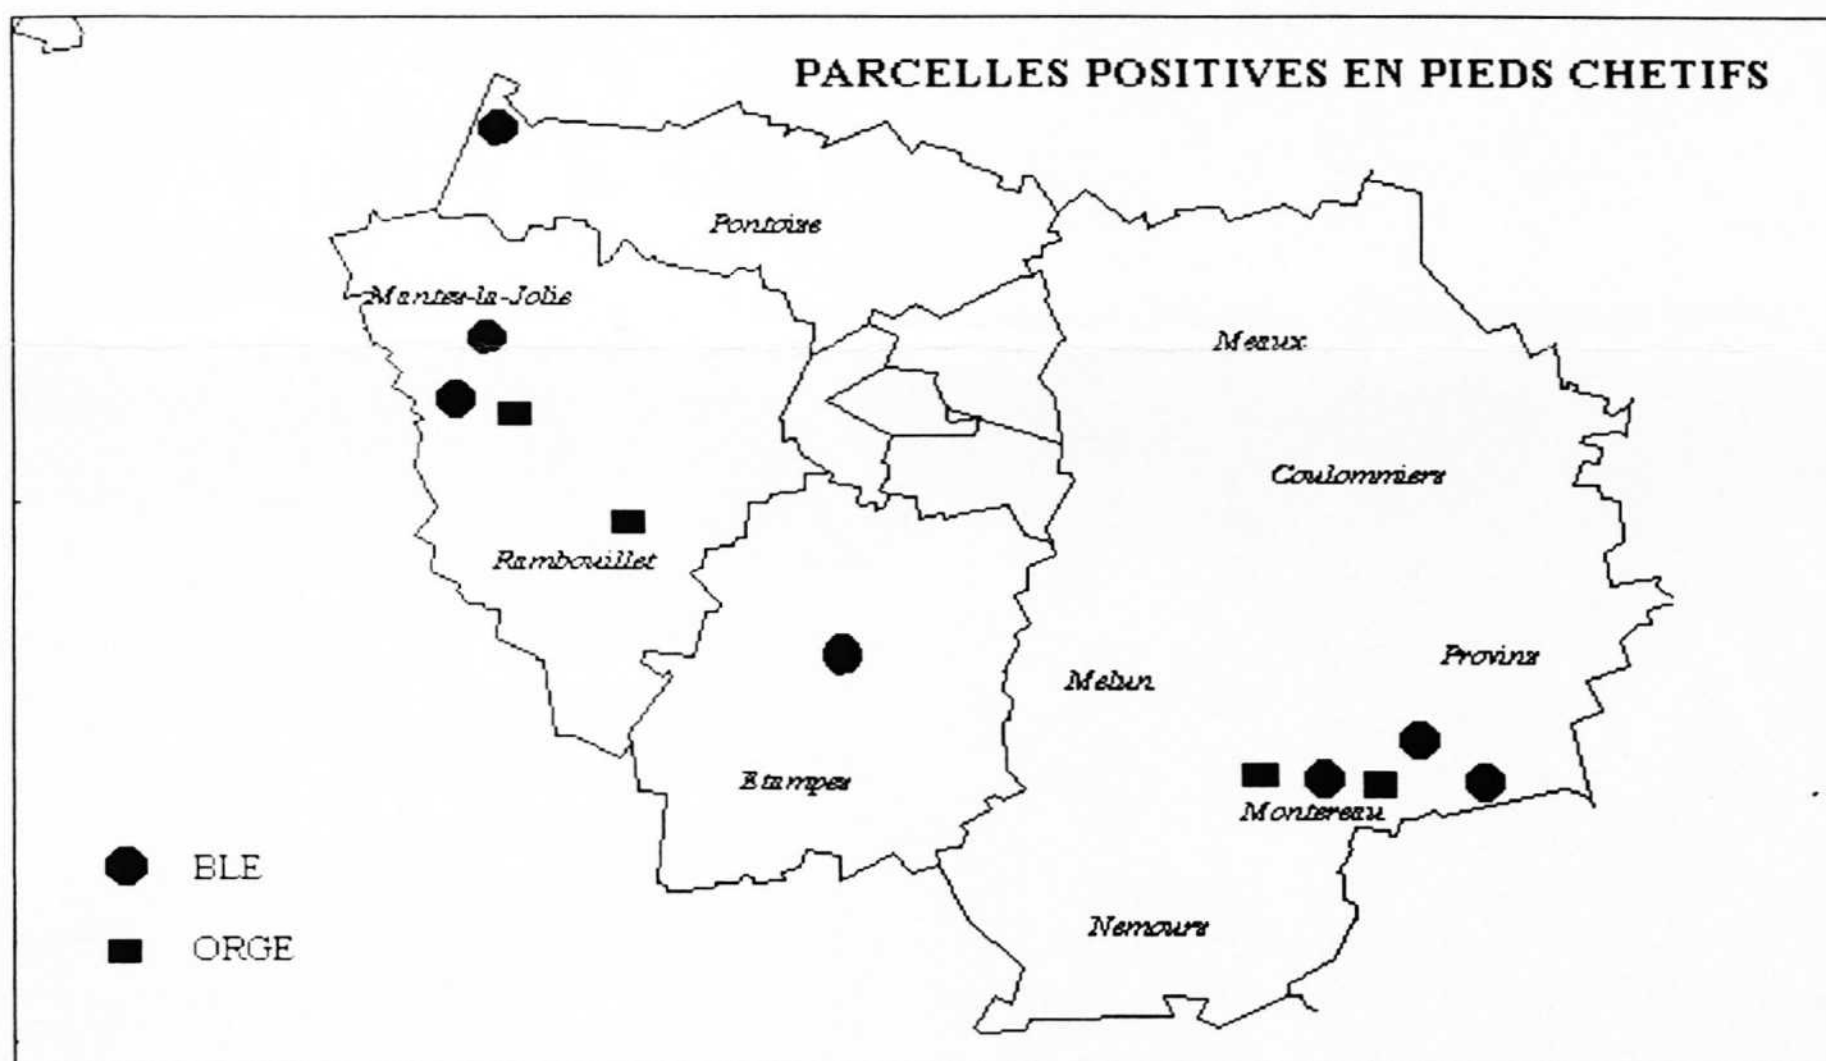 PARCELLES POSITIVES EN PIEDS CHETIFS
Pontoise
Mantes-la-Jolie
Meaux
Coulommiers
Rambouillet
Provins
Melun
Etampes
Montereau
BLE
Nemours
ORGE